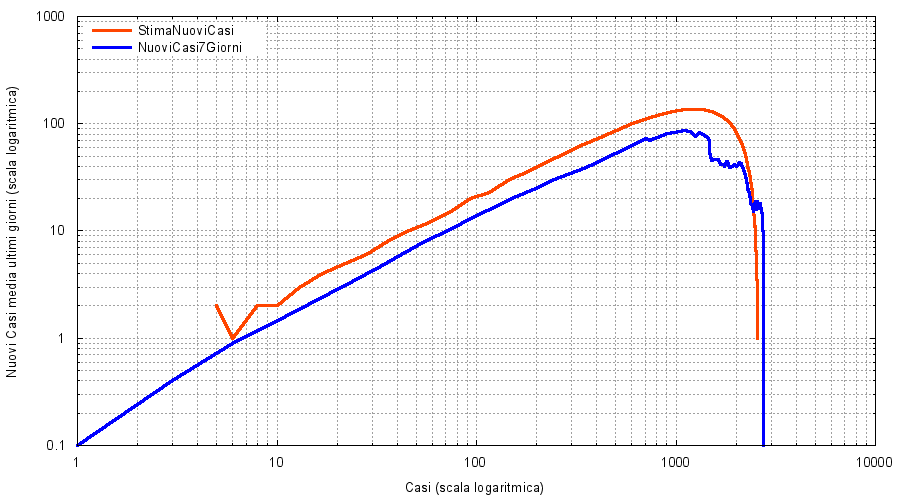 1000
StimaNuoviCasi
NuoviCasi7Giorni
100
10
1
0.1
Nuovi Casi media ultimi giorni (scala logaritmica)
1
10
100
1000
10000
Casi (scala logaritmica)